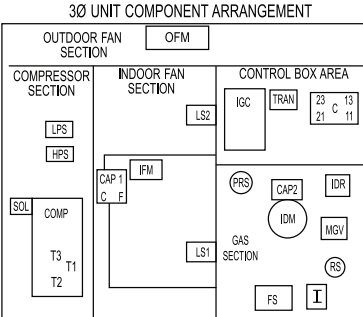 3Ø UNIT COMPONENT ARRANGEMENT
OUTDOOR FAN
SECTION
OFM
COMPRESSOR
SECTION
LPS
HPS
SOL
COMP
T3
T1
T2
INDOOR FAN
SECTION
LS2
CAP 1
C F
IFM
LS1
CONTROL BOX AREA
IGC
TRAN
23 C 13
21 11
PRS
CAP2
IDR
IDM
MGV
GAS
SECTION
RS
FS
I